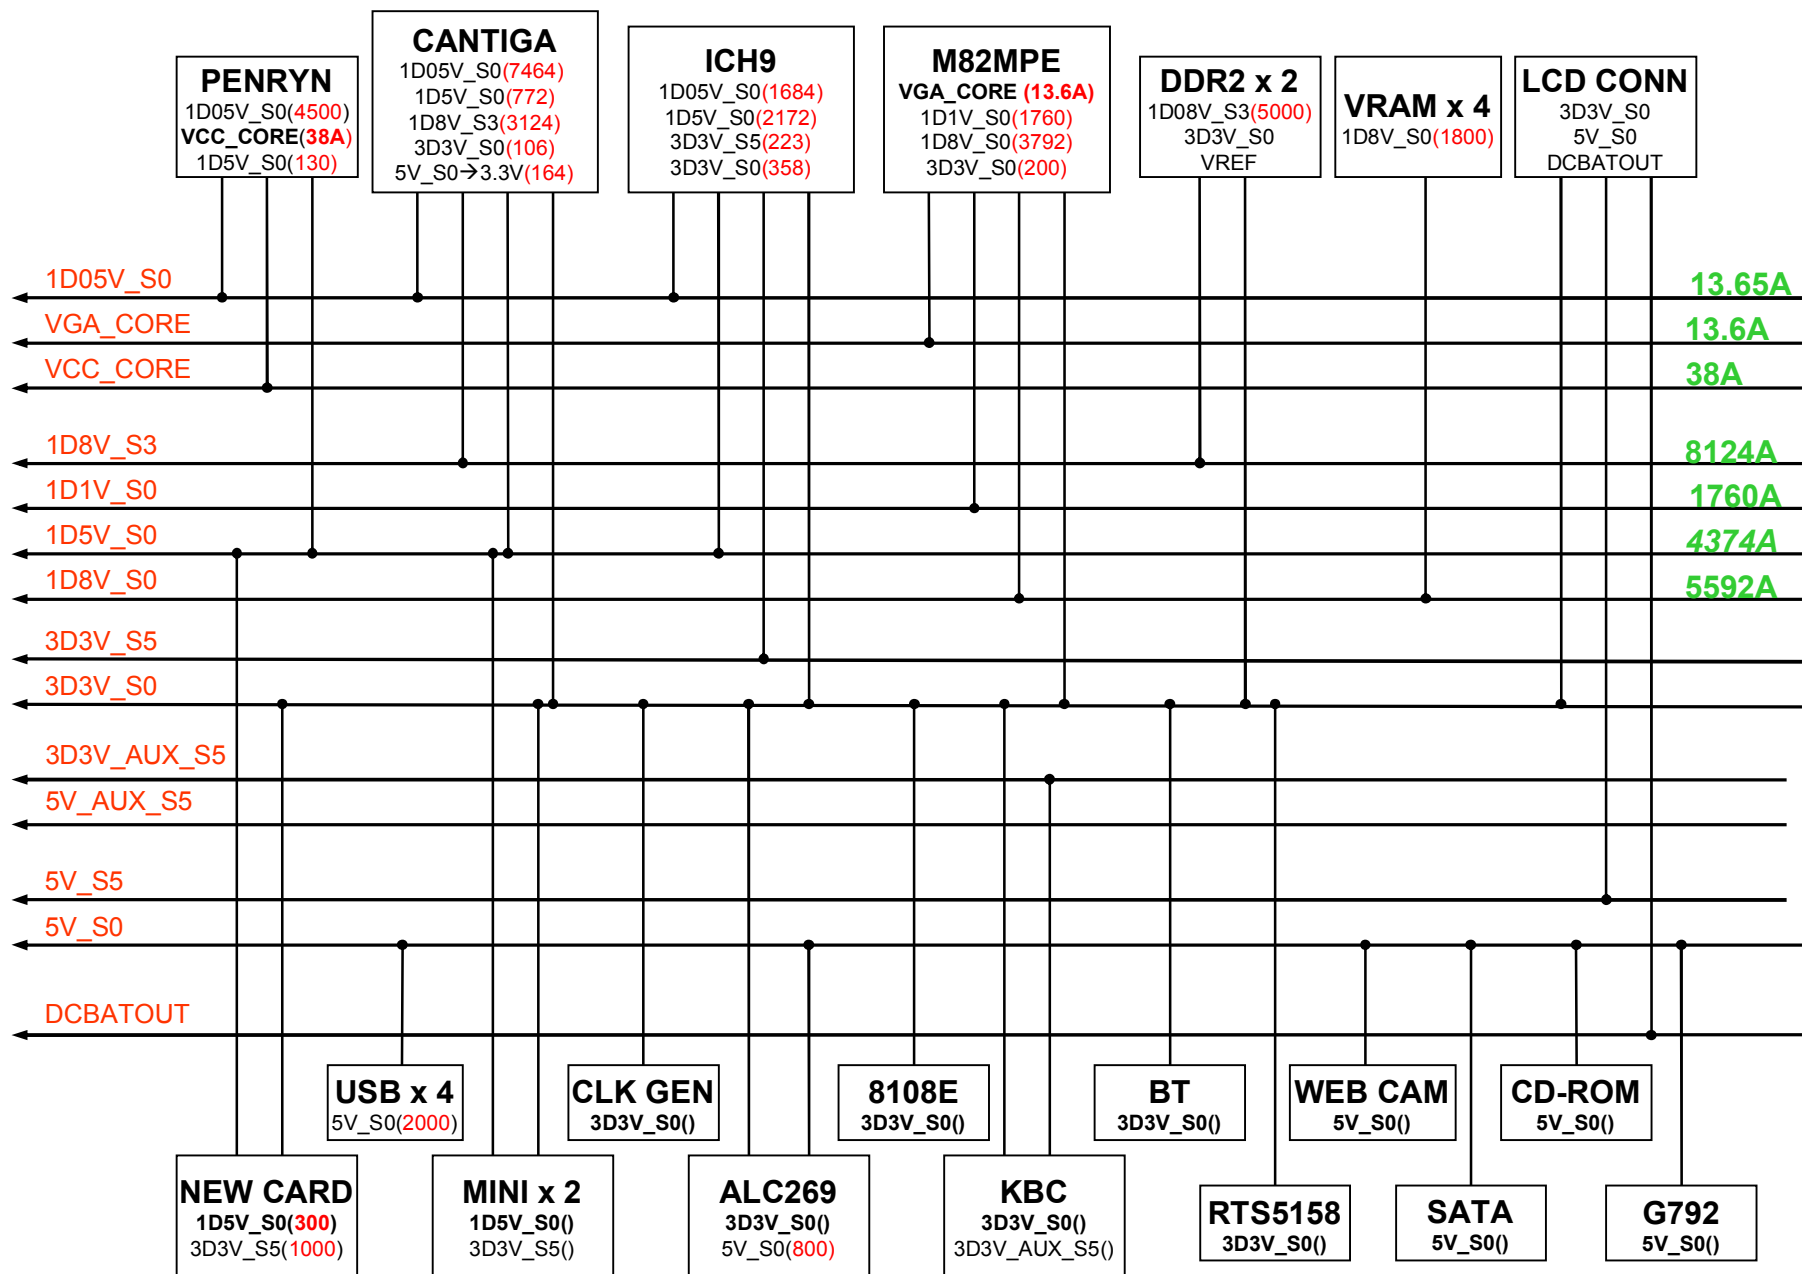 PENRYN
1D05V_S0(4500)
VCC_CORE(38A)
1D5V_S0(130)
CANTIGA
1D05V_S0(7464)
1D5V_S0(772)
1D8V_S3(3124)
3D3V_S0(106)
5V_S0→3.3V(164)
ICH9
1D05V_S0(1684)
1D5V_S0(2172)
3D3V_S5(223)
3D3V_S0(358)
M82MPE
VGA_CORE (13.6A)
1D1V_S0(1760)
1D8V_S0(3792)
3D3V_S0(200)
DDR2 x 2
1D08V_S3(5000)
3D3V_S0
VREF
VRAM x 4
1D8V_S0(1800)
LCD CONN
3D3V_S0
5V_S0
DCBATOUT
1D05V_S0 13.65A
VGA_CORE 13.6A
VCC_CORE 38A
1D8V_S3 8124A
1D1V_S0 1760A
1D5V_S0 4374A
1D8V_S0 5592A
3D3V_S5
3D3V_S0
3D3V_AUX_S5
5V_AUX_S5
5V_S5
5V_S0
DCBATOUT
USB x 4
5V_S0(2000)
CLK GEN
3D3V_S0()
8108E
3D3V_S0()
BT
3D3V_S0()
WEB CAM
5V_S0()
CD-ROM
5V_S0()
NEW CARD
1D5V_S0(300)
3D3V_S5(1000)
MINI x 2
1D5V_S0()
3D3V_S5()
ALC269
3D3V_S0()
5V_S0(800)
KBC
3D3V_S0()
3D3V_AUX_S5()
RTS5158
3D3V_S0()
SATA
5V_S0()
G792
5V_S0()